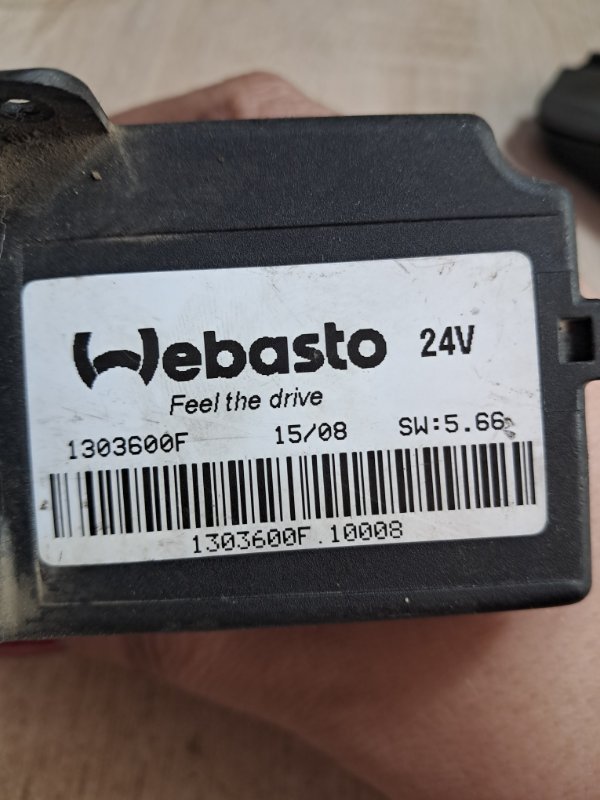 Webasto 24V
Feel the drive
1303600F 15/08 SW:5.66
1303600F.10008